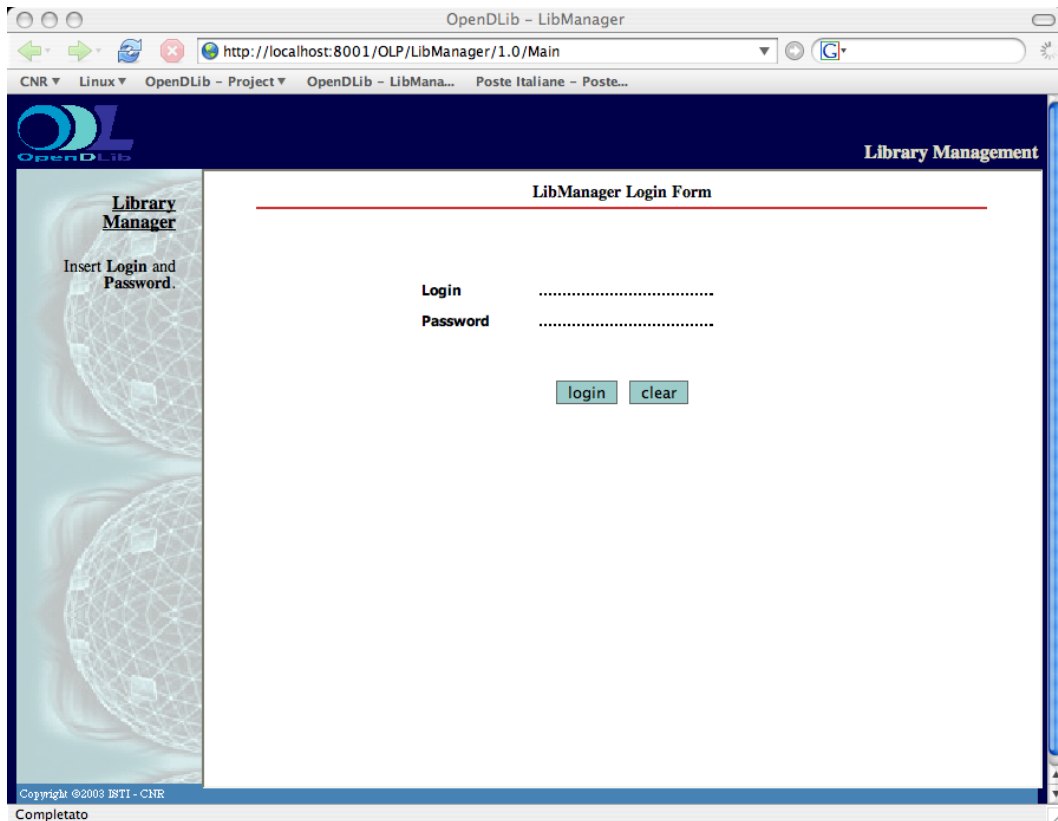 OpenDLib – LibManager
http://localhost:8001/OLP/LibManager/1.0/Main
G
CNR Linux OpenDLib – Project OpenDLib – LibMana... Poste Italiane – Poste...
OpenDLib
Library Management
Library
Manager
Insert Login and
Password.
LibManager Login Form
Login
Password
login clear
Copyright ©2003 ISTI - CNR
Completato